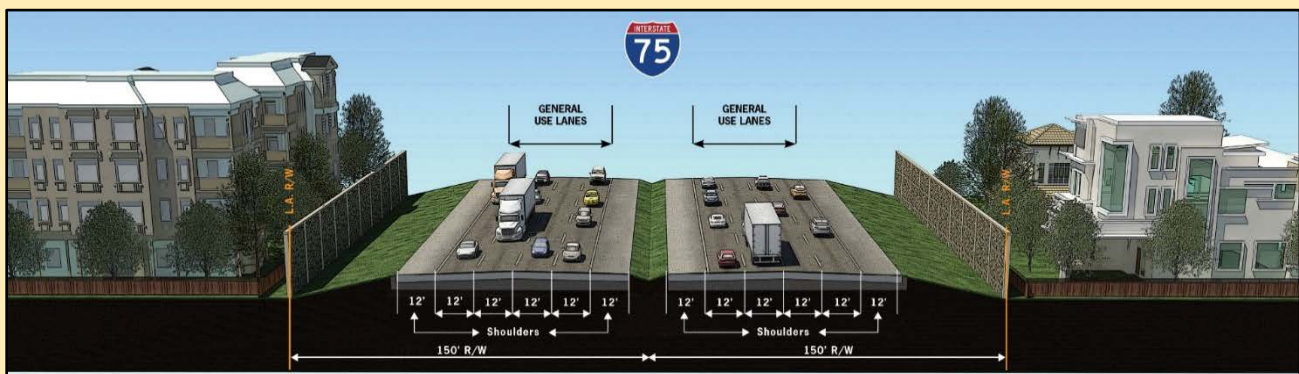 INTERSTATE
75
GENERAL
USE LANES
GENERAL
USE LANES
L.A. R/W
L.A. R/W
12' 12' 12' 12' 12' 12'
12' 12' 12' 12' 12' 12'
Shoulders
Shoulders
150' R/W
150' R/W